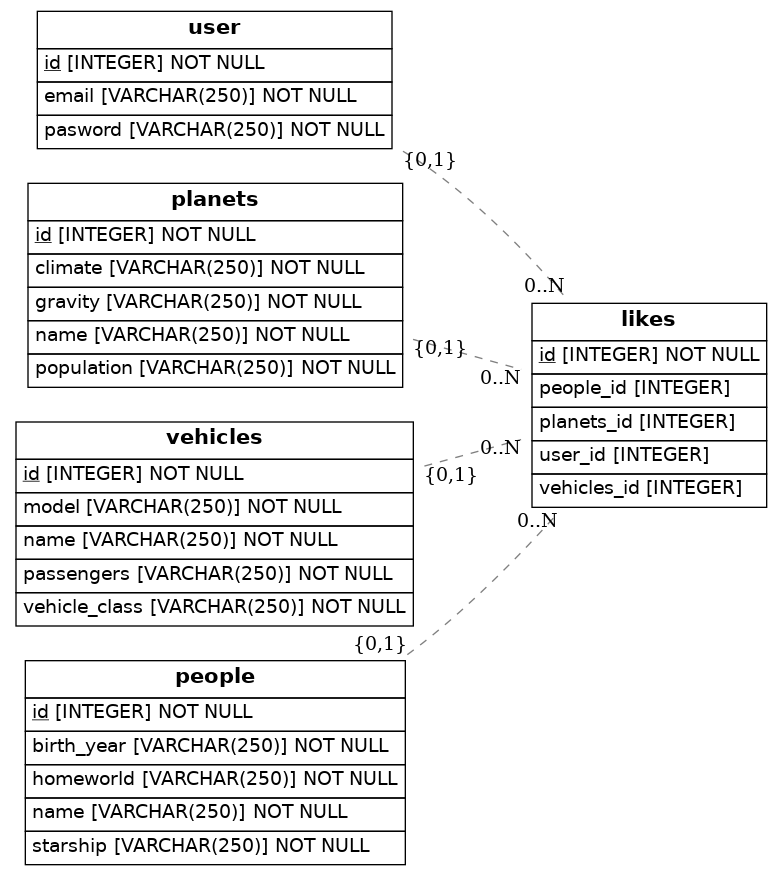 user
id [INTEGER] NOT NULL
email [VARCHAR(250)] NOT NULL
pasword [VARCHAR(250)] NOT NULL
{0,1}
planets
id [INTEGER] NOT NULL
climate [VARCHAR(250)] NOT NULL
gravity [VARCHAR(250)] NOT NULL
name [VARCHAR(250)] NOT NULL
population [VARCHAR(250)] NOT NULL
{0,1}
vehicles
id [INTEGER] NOT NULL
model [VARCHAR(250)] NOT NULL
name [VARCHAR(250)] NOT NULL
passengers [VARCHAR(250)] NOT NULL
vehicle_class [VARCHAR(250)] NOT NULL
{0,1}
people
id [INTEGER] NOT NULL
birth_year [VARCHAR(250)] NOT NULL
homeworld [VARCHAR(250)] NOT NULL
name [VARCHAR(250)] NOT NULL
starship [VARCHAR(250)] NOT NULL
{0,1}
0..N
0..N
0..N
0..N
likes
id [INTEGER] NOT NULL
people_id [INTEGER]
planets_id [INTEGER]
user_id [INTEGER]
vehicles_id [INTEGER]